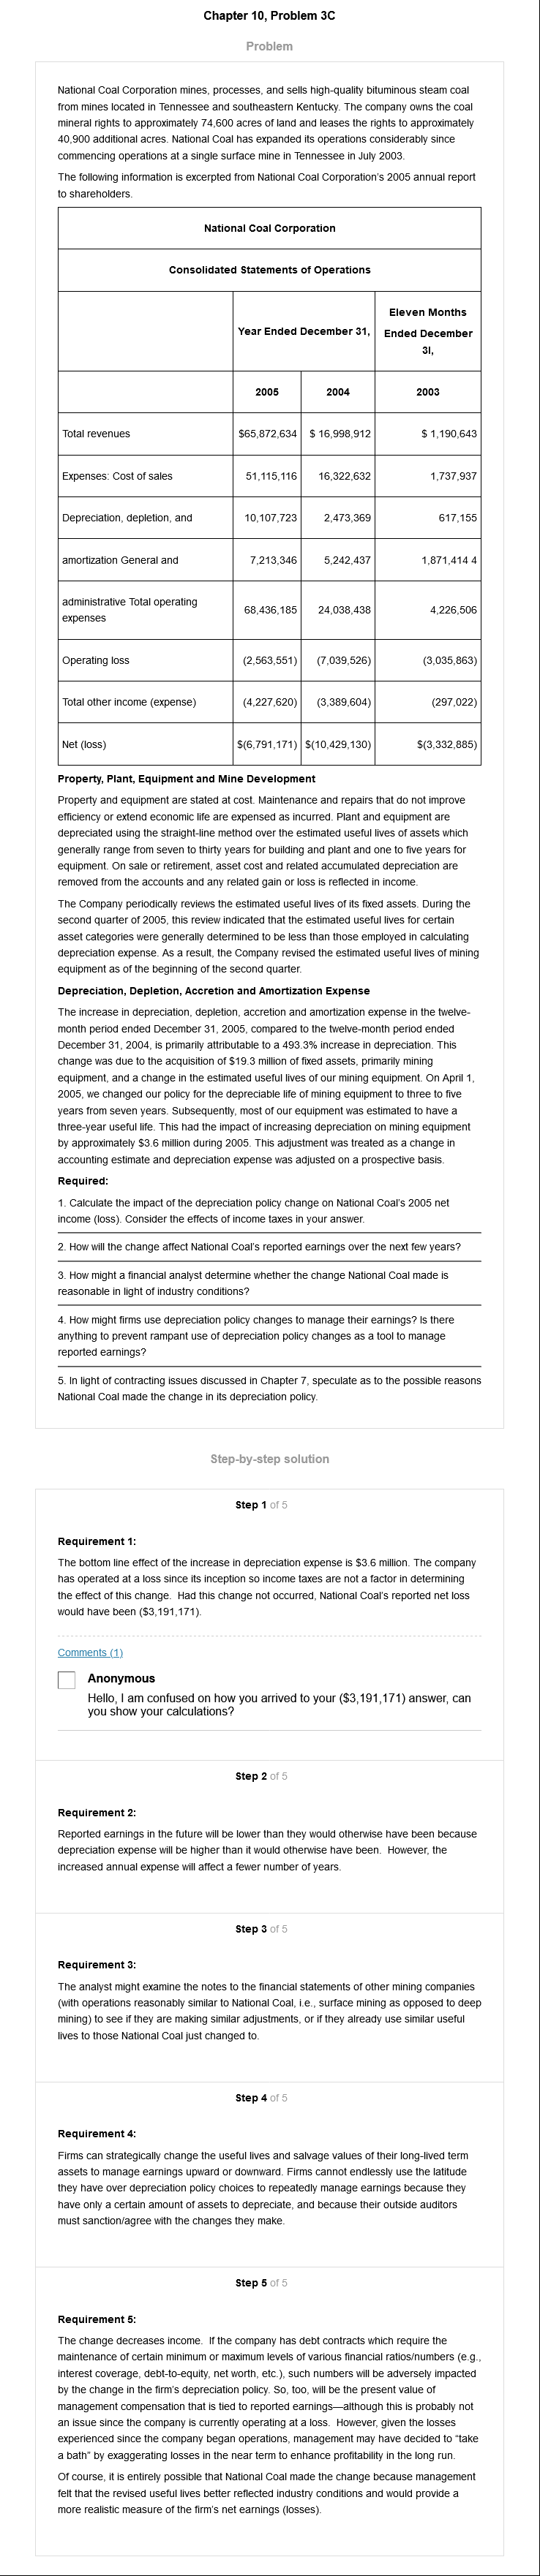 Chapter 10, Problem 3C
Problem
National Coal Corporation mines, processes, and sells high-quality bituminous steam coal
from mines located in Tennessee and southeastern Kentucky. The company owns the coal
mineral rights to approximately 74,600 acres of land and leases the rights to approximately
40,900 additional acres. National Coal has expanded its operations considerably since
commencing operations at a single surface mine in Tennessee in July 2003.
The following information is excerpted from National Coal Corporation's 2005 annual report
to shareholders.
National Coal Corporation
Consolidated Statements of Operations
Year Ended December 31,
Eleven Months
Ended December
3l,
2005 2004 2003
Total revenues $65,872,634 $ 16,998,912 $ 1,190,643
Expenses: Cost of sales 51,115,116 16,322,632 1,737,937
Depreciation, depletion, and 10,107,723 2,473,369 617,155
amortization General and 7,213,346 5,242,437 1,871,414 4
administrative Total operating
expenses 68,436,185 24,038,438 4,226,506
Operating loss (2,563,551) (7,039,526) (3,035,863)
Total other income (expense) (4,227,620) (3,389,604) (297,022)
Net (loss) $(6,791,171) $(10,429,130) $(3,332,885)
Property, Plant, Equipment and Mine Development
Property and equipment are stated at cost. Maintenance and repairs that do not improve
efficiency or extend economic life are expensed as incurred. Plant and equipment are
depreciated using the straight-line method over the estimated useful lives of assets which
generally range from seven to thirty years for building and plant and one to five years for
equipment. On sale or retirement, asset cost and related accumulated depreciation are
removed from the accounts and any related gain or loss is reflected in income.
The Company periodically reviews the estimated useful lives of its fixed assets. During the
second quarter of 2005, this review indicated that the estimated useful lives for certain
asset categories were generally determined to be less than those employed in calculating
depreciation expense. As a result, the Company revised the estimated useful lives of mining
equipment as of the beginning of the second quarter.
Depreciation, Depletion, Accretion and Amortization Expense
The increase in depreciation, depletion, accretion and amortization expense in the twelve-
month period ended December 31, 2005, compared to the twelve-month period ended
December 31, 2004, is primarily attributable to a 493.3% increase in depreciation. This
change was due to the acquisition of $19.3 million of fixed assets, primarily mining
equipment, and a change in the estimated useful lives of our mining equipment. On April 1,
2005, we changed our policy for the depreciable life of mining equipment to three to five
years from seven years. Subsequently, most of our equipment was estimated to have a
three-year useful life. This had the impact of increasing depreciation on mining equipment
by approximately $3.6 million during 2005. This adjustment was treated as a change in
accounting estimate and depreciation expense was adjusted on a prospective basis.
Required:
1. Calculate the impact of the depreciation policy change on National Coal's 2005 net
income (loss). Consider the effects of income taxes in your answer.
2. How will the change affect National Coal's reported earnings over the next few years?
3. How might a financial analyst determine whether the change National Coal made is
reasonable in light of industry conditions?
4. How might firms use depreciation policy changes to manage their earnings? Is there
anything to prevent rampant use of depreciation policy changes as a tool to manage
reported earnings?
5. In light of contracting issues discussed in Chapter 7, speculate as to the possible reasons
National Coal made the change in its depreciation policy.
Step-by-step solution
Step 1 of 5
Requirement 1:
The bottom line effect of the increase in depreciation expense is $3.6 million. The company
has operated at a loss since its inception so income taxes are not a factor in determining
the effect of this change. Had this change not occurred, National Coal's reported net loss
would have been ($3,191,171).
Comments (1)
Anonymous
Hello, I am confused on how you arrived to your ($3,191,171) answer, can
you show your calculations?
Step 2 of 5
Requirement 2:
Reported earnings in the future will be lower than they would otherwise have been because
depreciation expense will be higher than it would otherwise have been. However, the
increased annual expense will affect a fewer number of years.
Step 3 of 5
Requirement 3:
The analyst might examine the notes to the financial statements of other mining companies
(with operations reasonably similar to National Coal, i.e., surface mining as opposed to deep
mining) to see if they are making similar adjustments, or if they already use similar useful
lives to those National Coal just changed to.
Step 4 of 5
Requirement 4:
Firms can strategically change the useful lives and salvage values of their long-lived term
assets to manage earnings upward or downward. Firms cannot endlessly use the latitude
they have over depreciation policy choices to repeatedly manage earnings because they
have only a certain amount of assets to depreciate, and because their outside auditors
must sanction/agree with the changes they make.
Step 5 of 5
Requirement 5:
The change decreases income. If the company has debt contracts which require the
maintenance of certain minimum or maximum levels of various financial ratios/numbers (e.g.,
interest coverage, debt-to-equity, net worth, etc.), such numbers will be adversely impacted
by the change in the firm's depreciation policy. So, too, will be the present value of
management compensation that is tied to reported earnings—although this is probably not
an issue since the company is currently operating at a loss. However, given the losses
experienced since the company began operations, management may have decided to "take
a bath" by exaggerating losses in the near term to enhance profitability in the long run.
Of course, it is entirely possible that National Coal made the change because management
felt that the revised useful lives better reflected industry conditions and would provide a
more realistic measure of the firm's net earnings (losses).